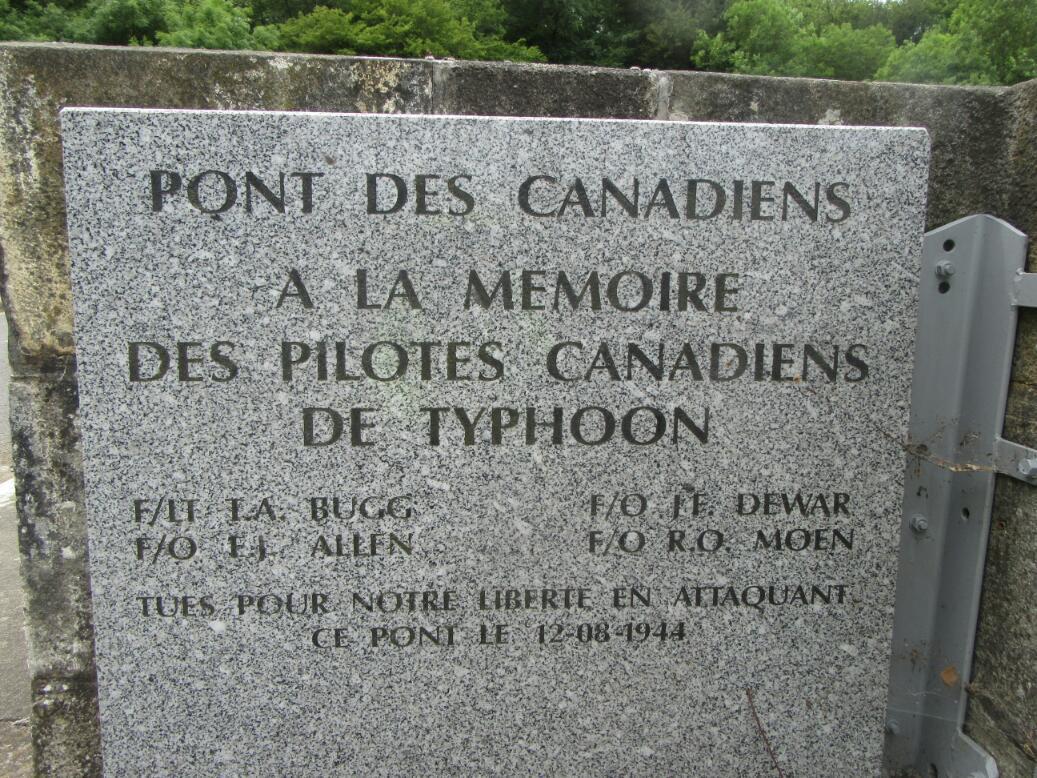 PONT DES CANADIENS
A LA MEMOIRE
DES PILOTES CANADIENS
DE TYPHOON
F/LT T.A. BUGG F/O J.E. DEWAR
F/O E.J. ALLEN F/O R.O. MOEN
TUES POUR NOTRE LIBERTE EN ATTAQUANT
CE PONT LE 12-08-1944